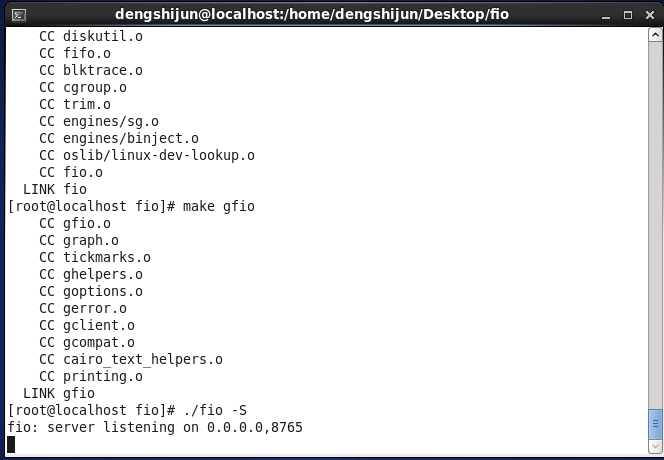 dengshijun@localhost:/home/dengshijun/Desktop/fio
CC diskutil.o
CC fifo.o
CC blktrace.o
CC cgroup.o
CC trim.o
CC engines/sg.o
CC engines/binject.o
CC oslib/linux-dev-lookup.o
CC fio.o
LINK fio
[root@localhost fio]# make gfio
CC gfio.o
CC graph.o
CC tickmarks.o
CC ghelpers.o
CC goptions.o
CC gerror.o
CC gclient.o
CC gcompat.o
CC cairo_text_helpers.o
CC printing.o
LINK gfio
[root@localhost fio]# ./fio -S
fio: server listening on 0.0.0.0,8765